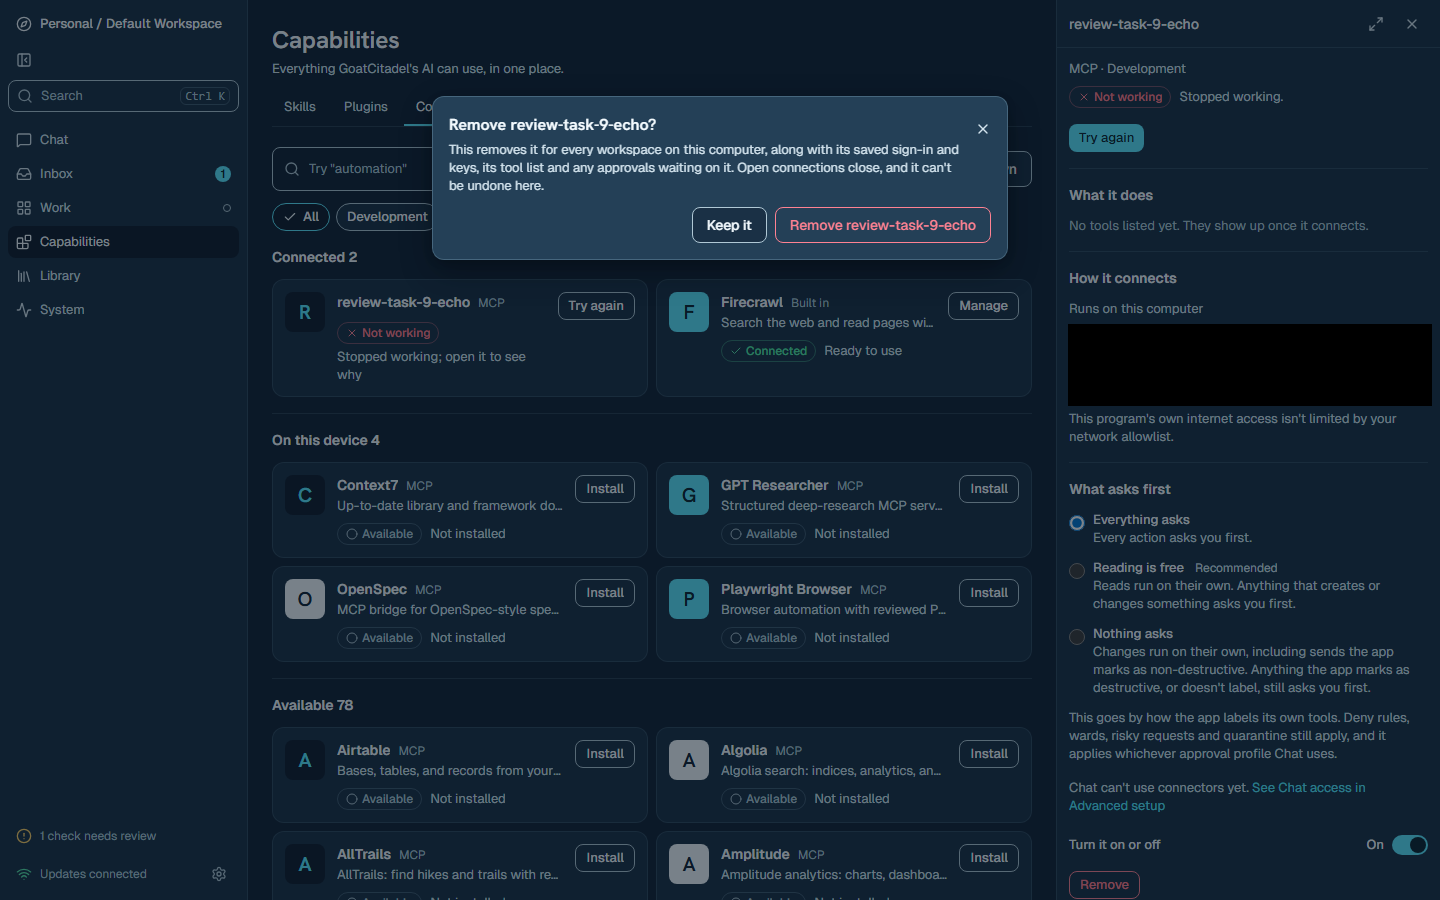 Personal / Default Workspace
Search
Ctrl K
Chat
Inbox
1
Work
Capabilities
Library
System
1 check needs review
Updates connected
Capabilities
Everything GoatCitadel's AI can use, in one place.
Skills
Plugins
Co
Try "automation"
All
Development
Remove review-task-9-echo?
This removes it for every workspace on this computer, along with its saved sign-in and
keys, its tool list and any approvals waiting on it. Open connections close, and it can't
be undone here.
Keep it
Remove review-task-9-echo
Connected 2
R
review-task-9-echo MCP
Try again
Not working
Stopped working; open it to see
why
F
Firecrawl Built in
Manage
Search the web and read pages wi...
Connected
Ready to use
On this device 4
C
Context7 MCP
Install
Up-to-date library and framework do...
Available
Not installed
G
GPT Researcher MCP
Install
Structured deep-research MCP serv...
Available
Not installed
O
OpenSpec MCP
Install
MCP bridge for OpenSpec-style spe...
Available
Not installed
P
Playwright Browser MCP
Install
Browser automation with reviewed P...
Available
Not installed
Available 78
A
Airtable MCP
Install
Bases, tables, and records from your...
Available
Not installed
A
Algolia MCP
Install
Algolia search: indices, analytics, an...
Available
Not installed
A
AllTrails MCP
Install
AllTrails: find hikes and trails with re...
A
Amplitude MCP
Install
Amplitude analytics: charts, dashboa...
review-task-9-echo
MCP · Development
Not working
Stopped working.
Try again
What it does
No tools listed yet. They show up once it connects.
How it connects
Runs on this computer
This program's own internet access isn't limited by your
network allowlist.
What asks first
Everything asks
Every action asks you first.
Reading is free Recommended
Reads run on their own. Anything that creates or
changes something asks you first.
Nothing asks
Changes run on their own, including sends the app
marks as non-destructive. Anything the app marks as
destructive, or doesn't label, still asks you first.
This goes by how the app labels its own tools. Deny rules,
wards, risky requests and quarantine still apply, and it
applies whichever approval profile Chat uses.
Chat can't use connectors yet. See Chat access in
Advanced setup
Turn it on or off
On
Remove